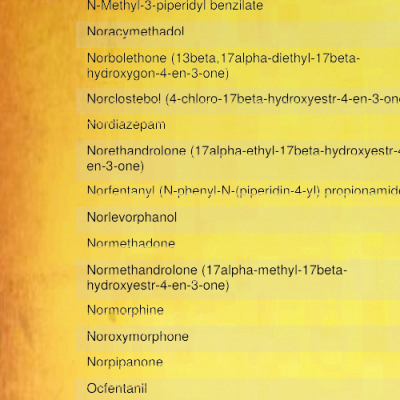 N-Methyl-3-piperidyl benzilate
Noracymethadol
Norbolethone (13beta,17alpha-diethyl-17beta-
hydroxygon-4-en-3-one)
Norclostebol (4-chloro-17beta-hydroxyestr-4-en-3-on
Nordiazepam
Norethandrolone (17alpha-ethyl-17beta-hydroxyestr-4
en-3-one)
Norfentanyl (N-phenyl-N-(piperidin-4-yl) propionamid
Norlevorphanol
Normethadone
Normethandrolone (17alpha-methyl-17beta-
hydroxyestr-4-en-3-one)
Normorphine
Noroxymorphone
Norpipanone
Ocfentanil